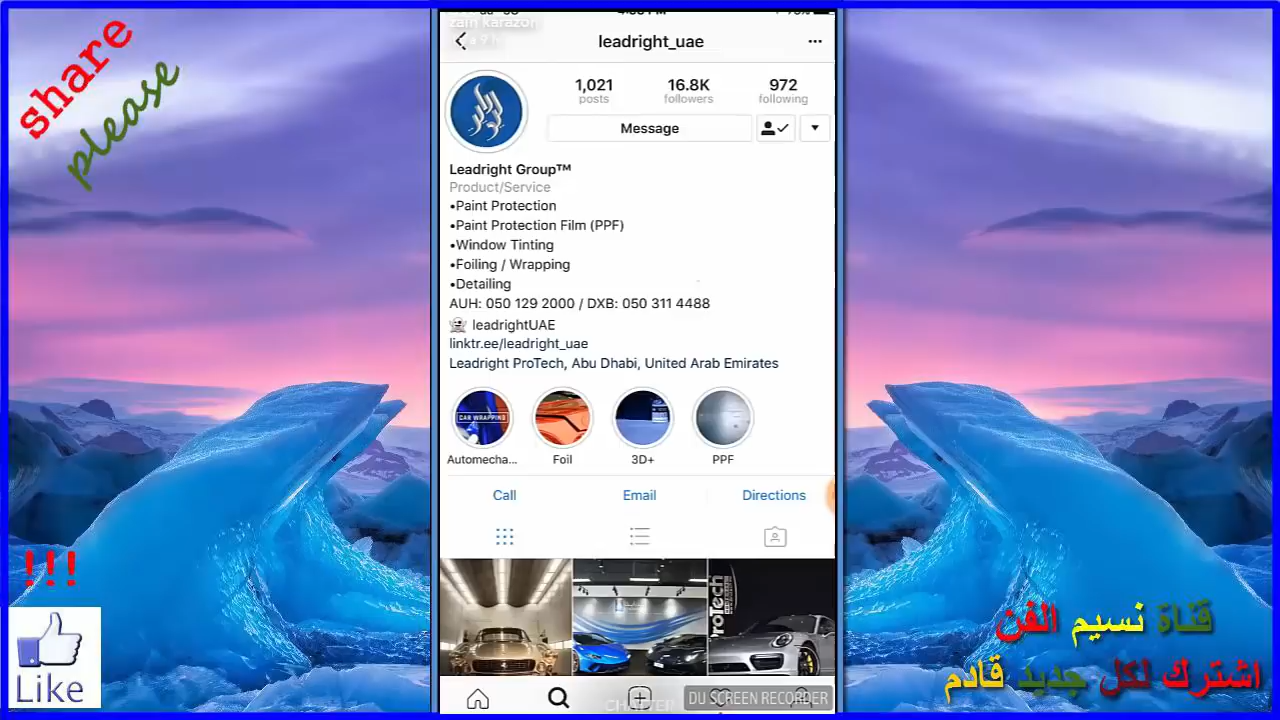 share
please
zain karazon
leadright_uae
1,021
16.8K
972
posts
followers
following
Message
Leadright Group™
Product/Service
•Paint Protection
•Paint Protection Film (PPF)
•Window Tinting
•Foiling / Wrapping
•Detailing
AUH: 050 129 2000 / DXB: 050 311 4488
leadrightUAE
linktr.ee/leadright_uae
Leadright ProTech, Abu Dhabi, United Arab Emirates
CAR WRAPPING
Automecha...
Foil
3D+
PPF
Call
Email
Directions
ProTech
DU SCREEN RECORDER
!!!
Like
قناة نسيم الفن
اشترك لكل جديد قادم